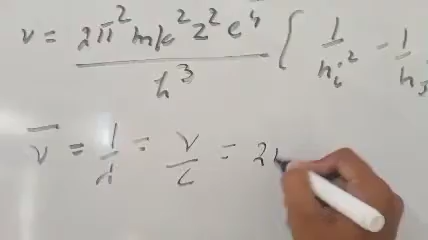 ν = 2π²mk²z²e⁴ / h³ ( 1/nᵢ² - 1/n
ν̅ = 1/λ = ν/c = 2